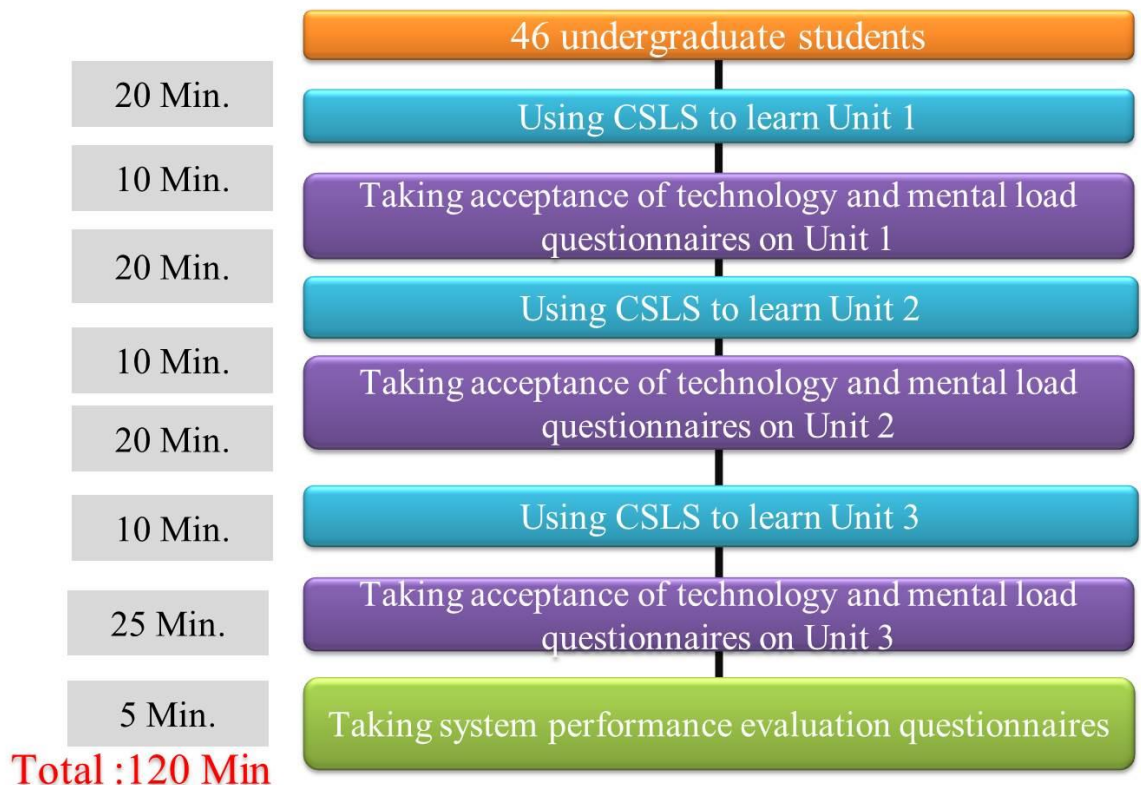 46 undergraduate students
20 Min.
Using CSLS to learn Unit 1
10 Min.
Taking acceptance of technology and mental load
questionnaires on Unit 1
20 Min.
Using CSLS to learn Unit 2
10 Min.
Taking acceptance of technology and mental load
questionnaires on Unit 2
20 Min.
Using CSLS to learn Unit 3
10 Min.
Taking acceptance of technology and mental load
questionnaires on Unit 3
25 Min.
5 Min.
Taking system performance evaluation questionnaires
Total :120 Min